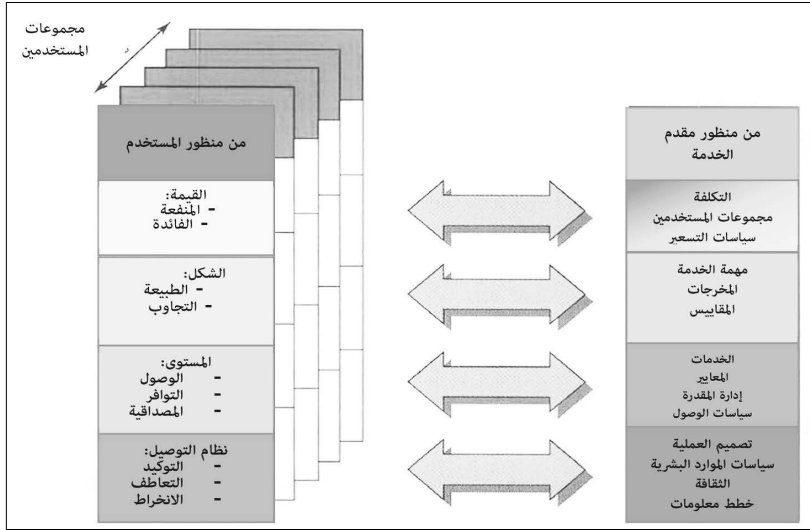 مجموعات
المستخدمين
من منظور المستخدم
القيمة:
- المنفعة
- الفائدة
الشكل:
- الطبيعة
- التجاوب
المستوى:
- الوصول
- التوافر
- المصداقية
نظام التوصيل:
- التوكيد
- التعاطف
- الانخراط
من منظور مقدم
الخدمة
التكلفة
مجموعات المستخدمين
سياسات التسعير
مهمة الخدمة
المخرجات
المقاييس
الخدمات
المعايير
إدارة المقدرة
سياسات الوصول
تصميم العملية
سياسات الموارد البشرية
الثقافة
خطط معلومات